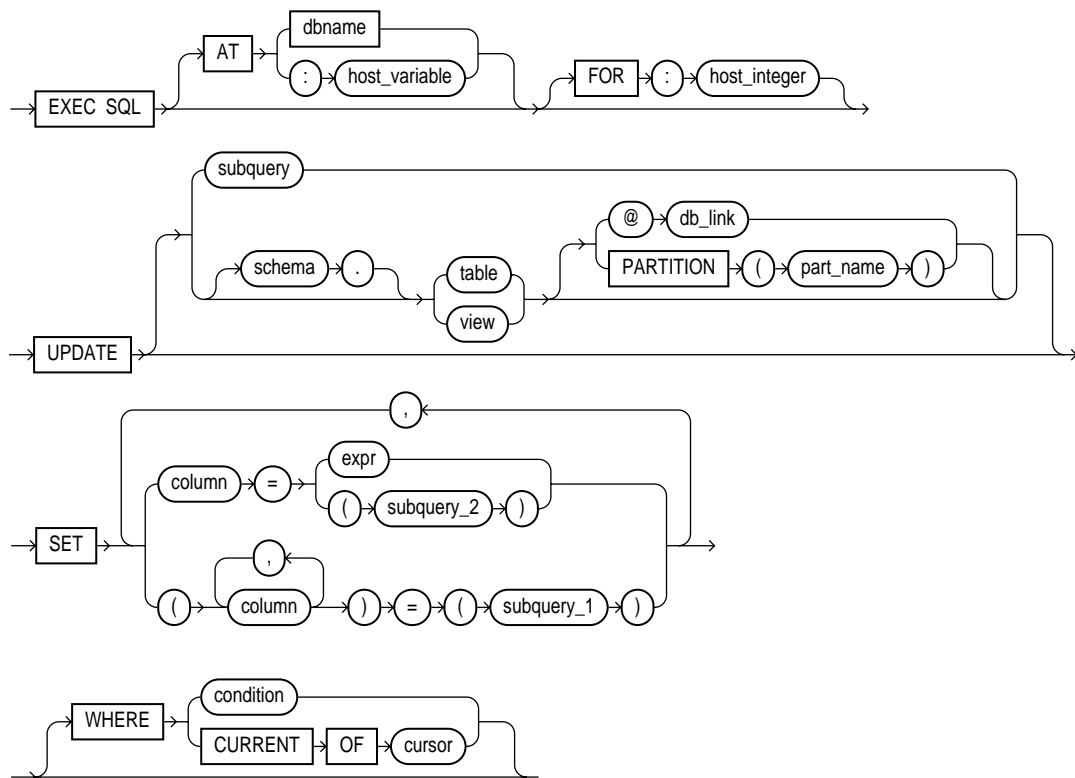 dbname
AT
: host_variable
FOR : host_integer
EXEC SQL
subquery
@ db_link
schema . table
PARTITION ( part_name )
view
UPDATE
,
expr
column =
( subquery_2 )
SET
,
( column ) = ( subquery_1 )
condition
WHERE
CURRENT OF cursor